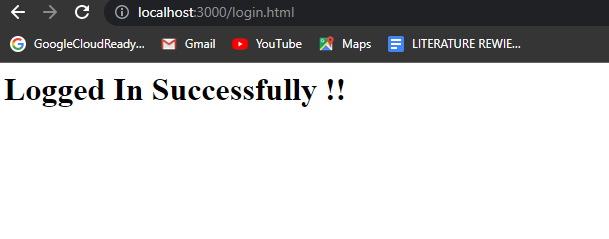 localhost:3000/login.html
GoogleCloudReady... Gmail YouTube Maps LITERATURE REWIE...
Logged In Successfully !!